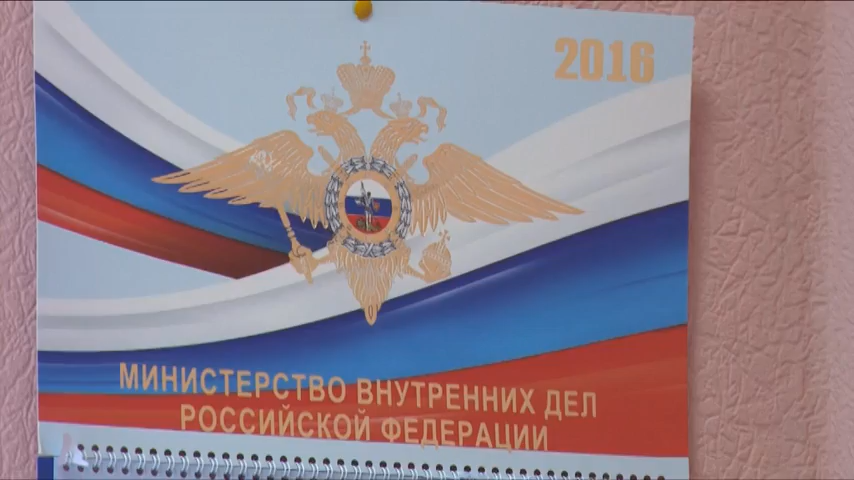 2016
МИНИСТЕРСТВО ВНУТРЕННИХ ДЕЛ
РОССИЙСКОЙ ФЕДЕРАЦИИ